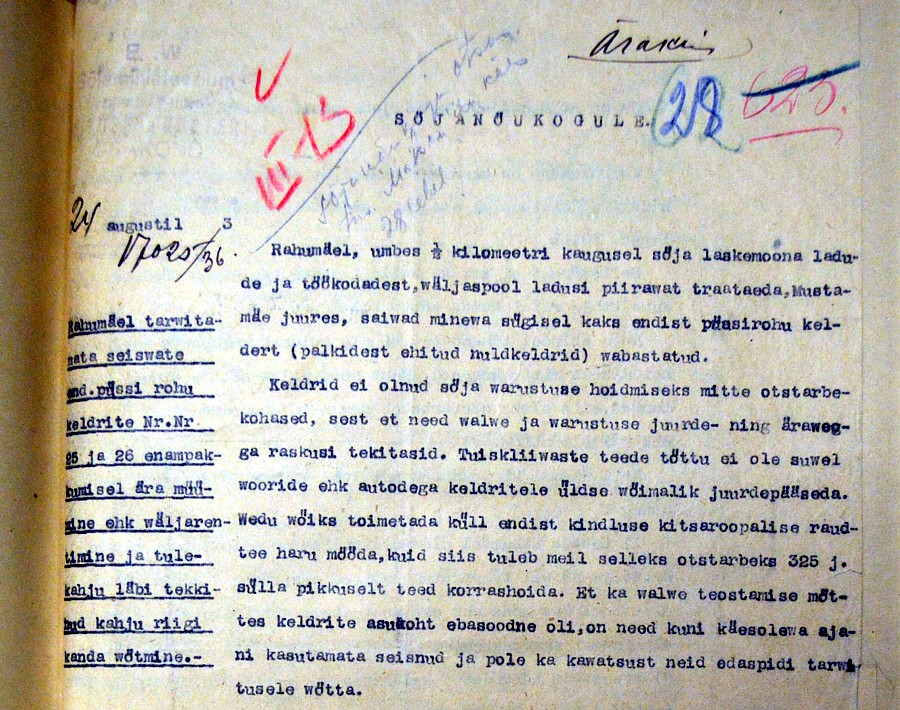 Ärakiri
SÕJANÕUKOGULE.
28
623.
III-13
28
24 augustil 3
17025/36.
Rahumäel tarwita-
mata seiswate
end.püssi rohu
keldrite Nr.Nr
25 ja 26 enampak-
kumisel ära müü-
mine ehk wäljaren-
timine ja tule-
kahju läbi tekki-
nud kahju riigi
kanda wõtmine.-
Rahumäel, umbes ½ kilomeetri kaugusel sõja laskemoona ladu-
de ja töökodadest,wäljaspool ladusi piirawat traataeda,Musta-
mäe juures, saiwad minewa sügisel kaks endist püssirohu kel-
dert (palkidest ehitud muldkeldrid) wabastatud.
Keldrid ei olnud sõja warustuse hoidmiseks mitte otstarbe-
kohased, sest et need walwe ja warustuse juurde- ning äraweg-
ga raskusi tekitasid. Tuiskliiwaste teede tõttu ei ole suwel
wooride ehk autodega keldritele üldse wõimalik juurdepääseda.
Wedu wõiks toimetada küll endist kindluse kitsaroopalise raud-
tee haru mööda,kuid siis tuleb meil selleks otstarbeks 325 j.
sülla pikkuselt teed korrashoida. Et ka walwe teostamise mõt-
tes keldrite asukoht ebasoodne oli,on need kuni käesolewa aja-
ni kasutamata seisnud ja pole ka kawatsust neid edaspidi tarwi
tusele wõtta.